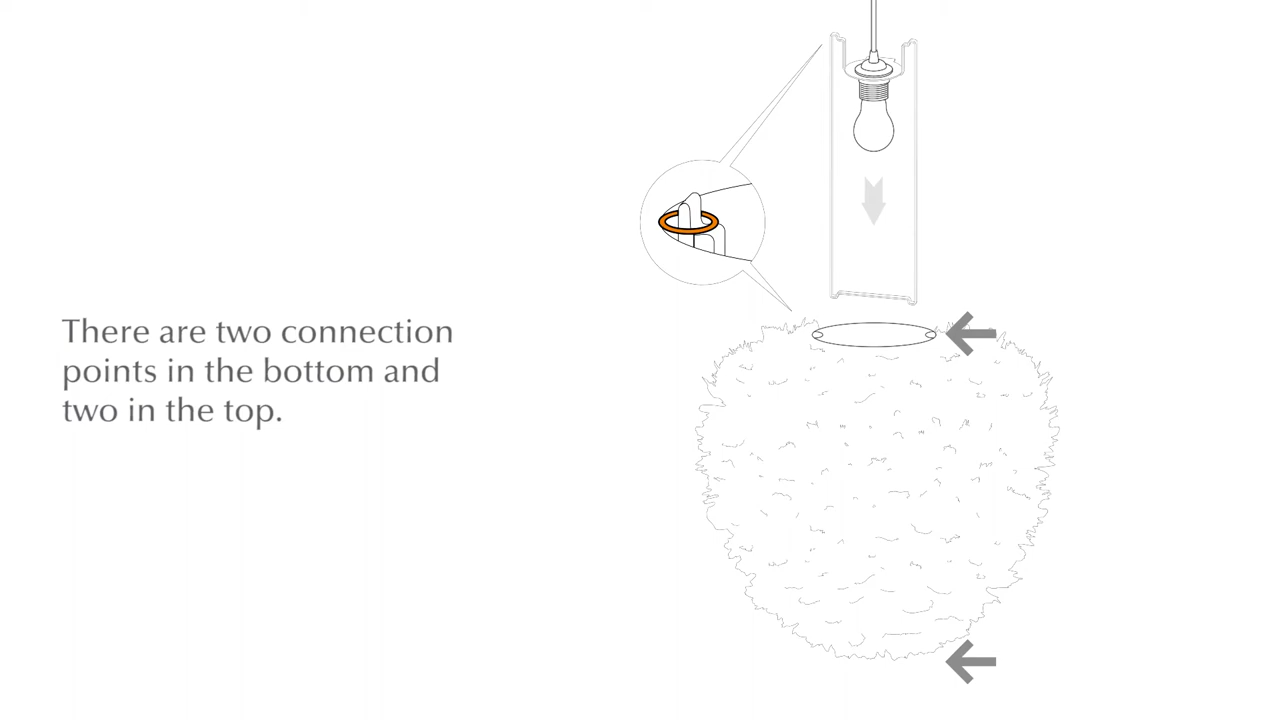 There are two connection
points in the bottom and
two in the top.